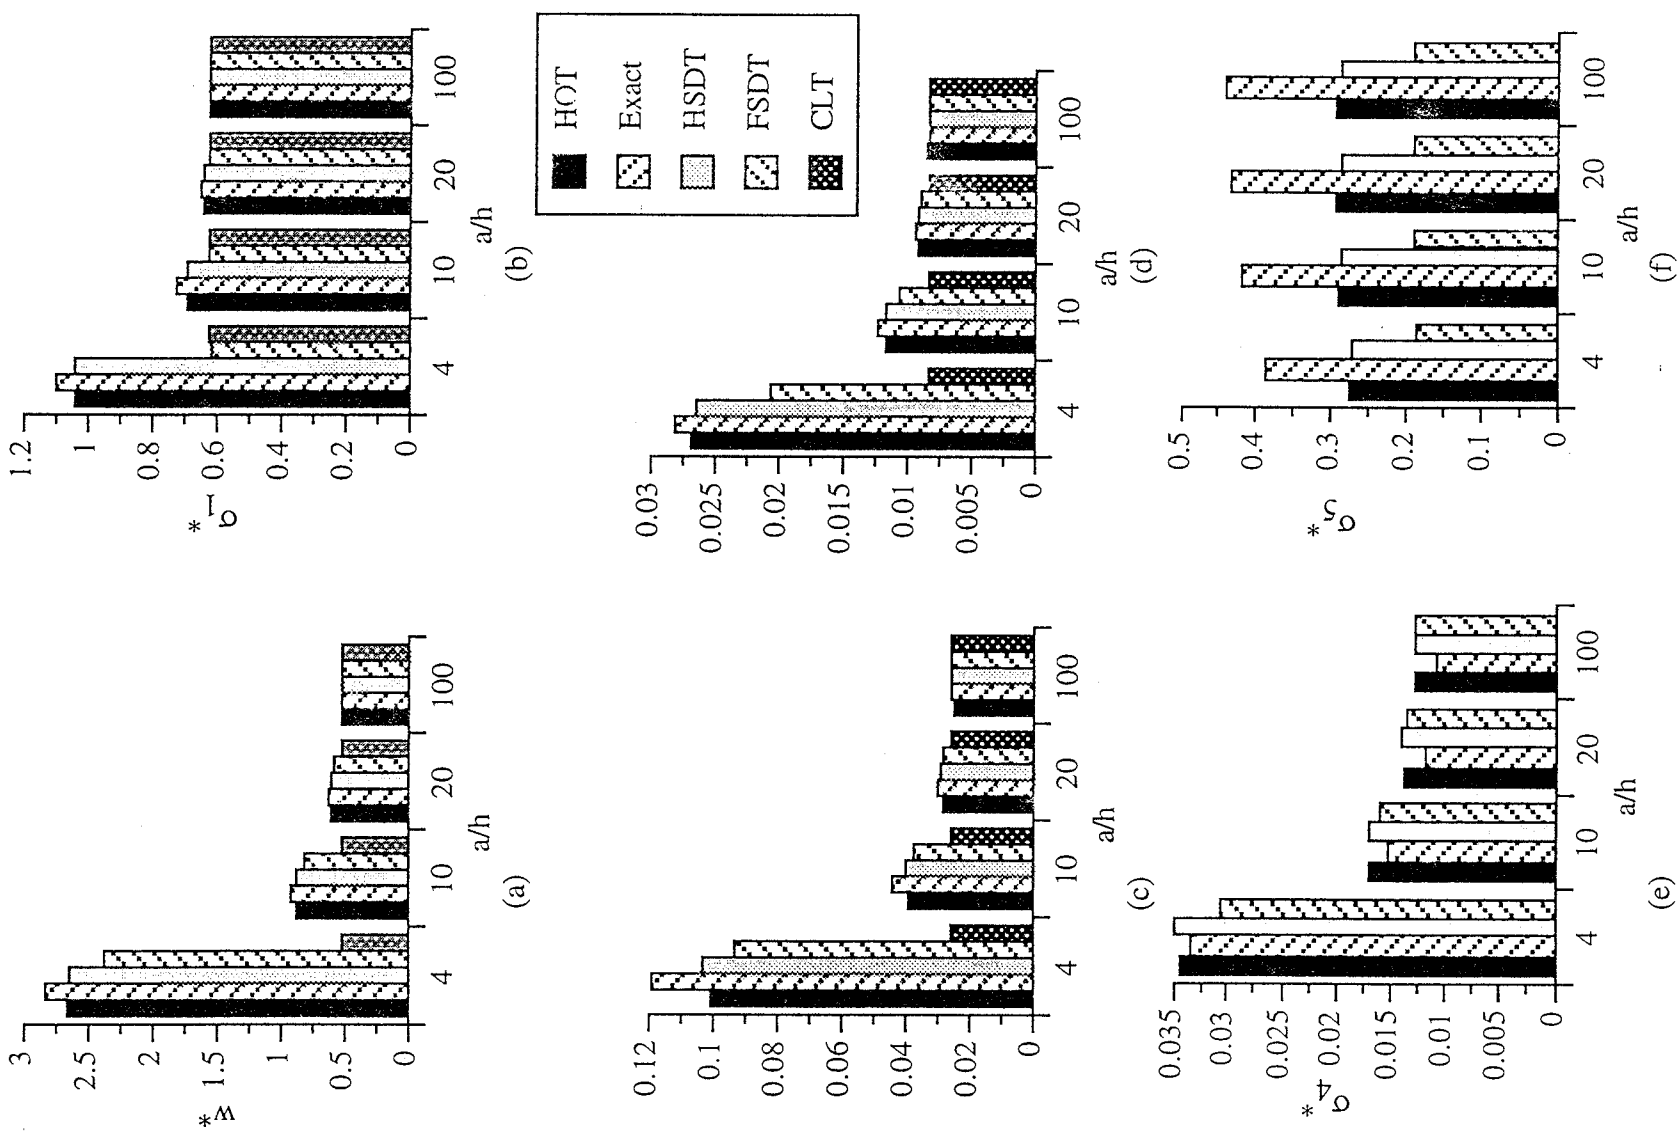 w*
3
2.5
2
1.5
1
0.5
0
4 10 20 100
a/h
(a)
σ₁*
1.2
1
0.8
0.6
0.4
0.2
0
4 10 20 100
a/h
(b)
HOT
Exact
HSDT
FSDT
CLT
0.12
0.1
0.08
0.06
0.04
0.02
0
4 10 20 100
a/h
(c)
0.03
0.025
0.02
0.015
0.01
0.005
0
4 10 20 100
a/h
(d)
σ₄*
0.035
0.03
0.025
0.02
0.015
0.01
0.005
0
4 10 20 100
a/h
(e)
σ₅*
0.5
0.4
0.3
0.2
0.1
0
4 10 20 100
a/h
(f)